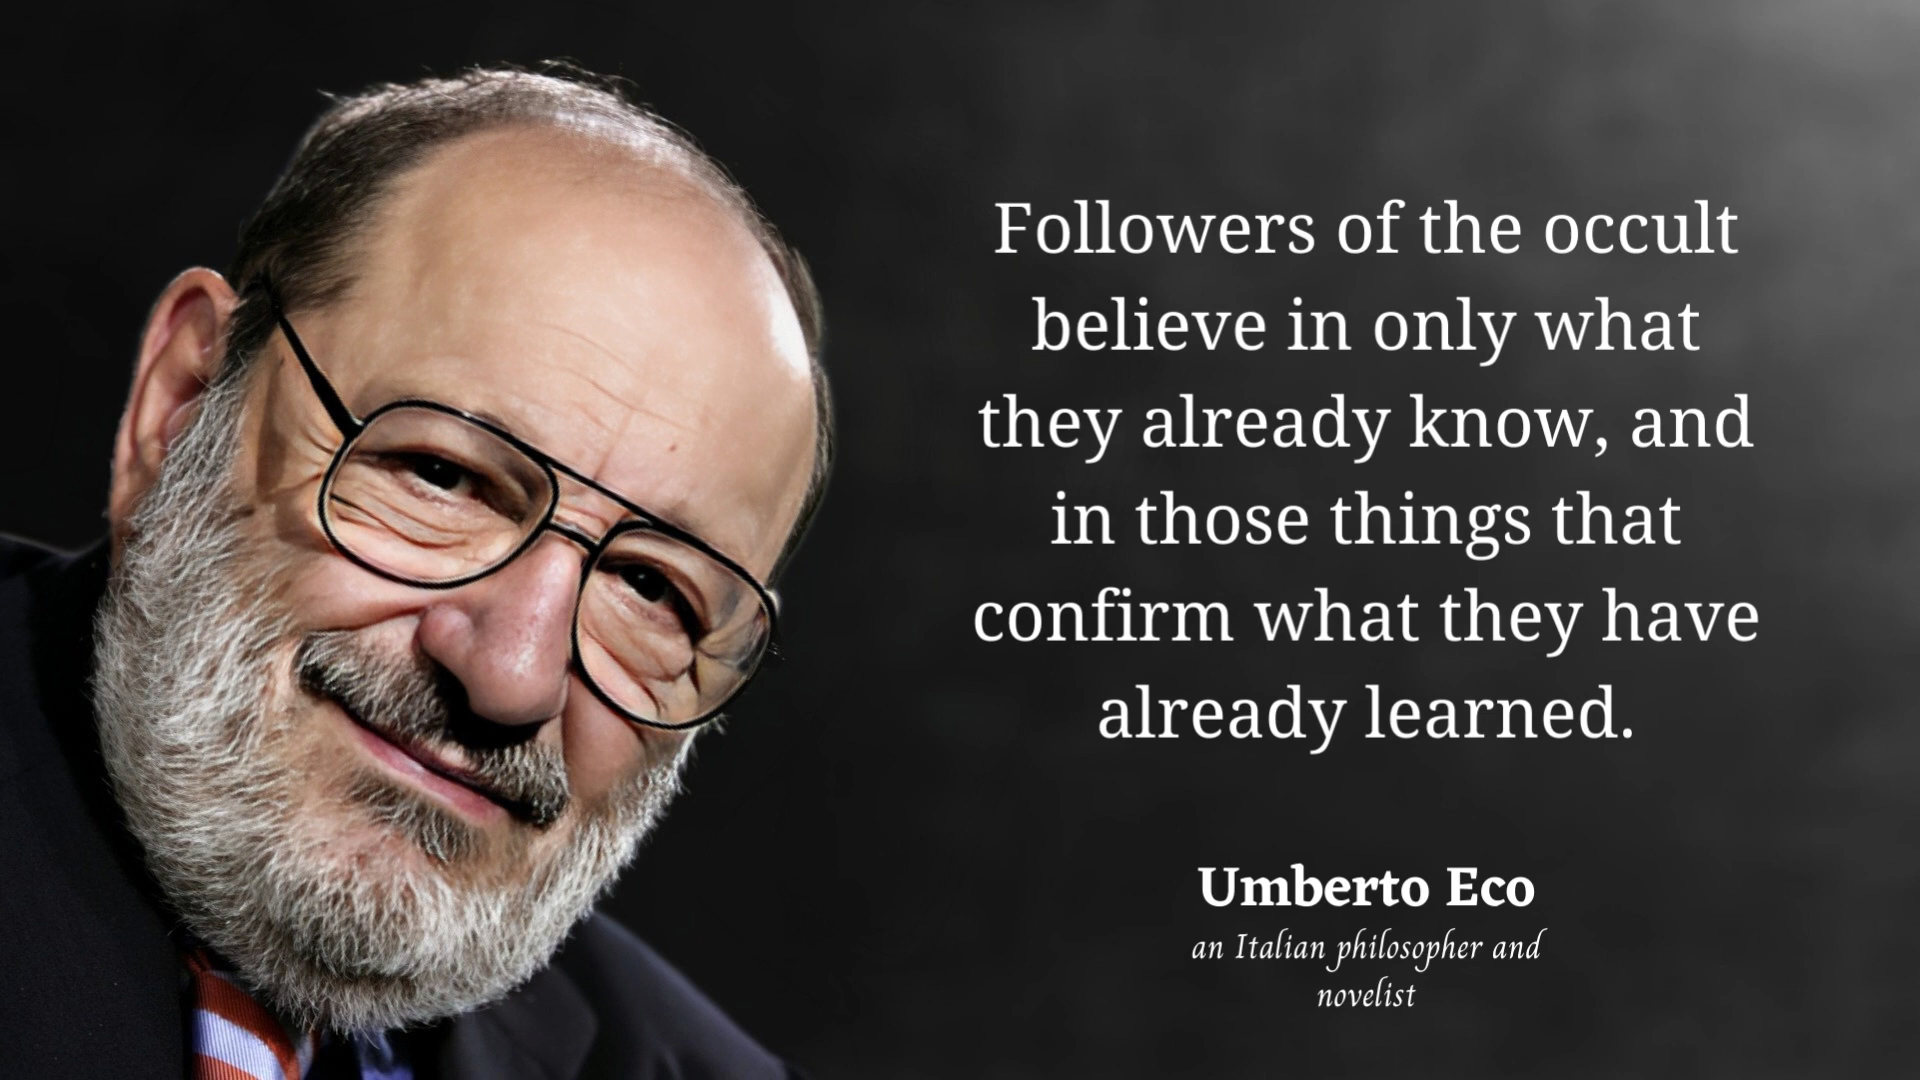 Followers of the occult
believe in only what
they already know, and
in those things that
confirm what they have
already learned.
Umberto Eco
an Italian philosopher and
novelist